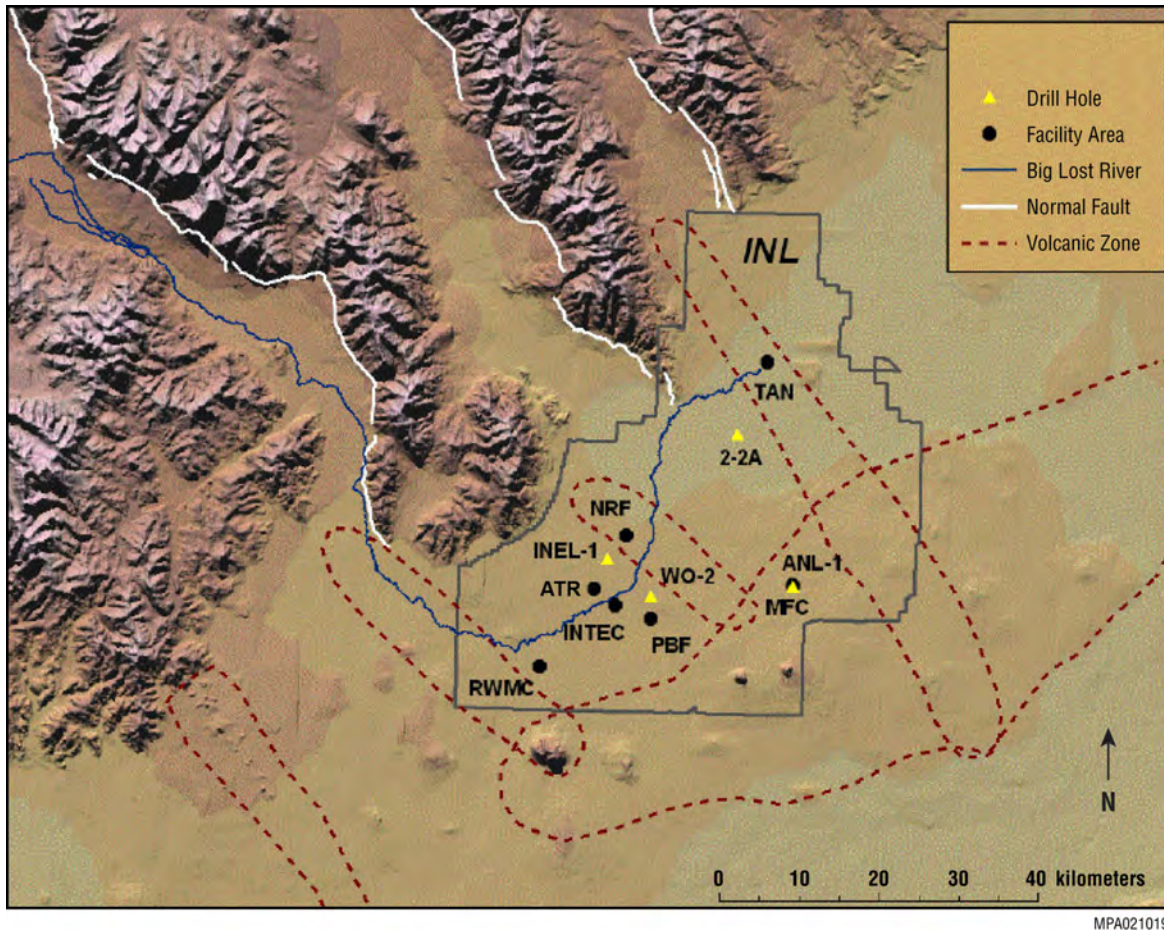 Drill Hole
Facility Area
Big Lost River
Normal Fault
Volcanic Zone
INL
TAN
2-2A
NRF
INEL-1
WO-2
ANL-1
ATR
MFC
INTEC
PBF
RWMC
N
0 10 20 30 40 kilometers
MPA021019